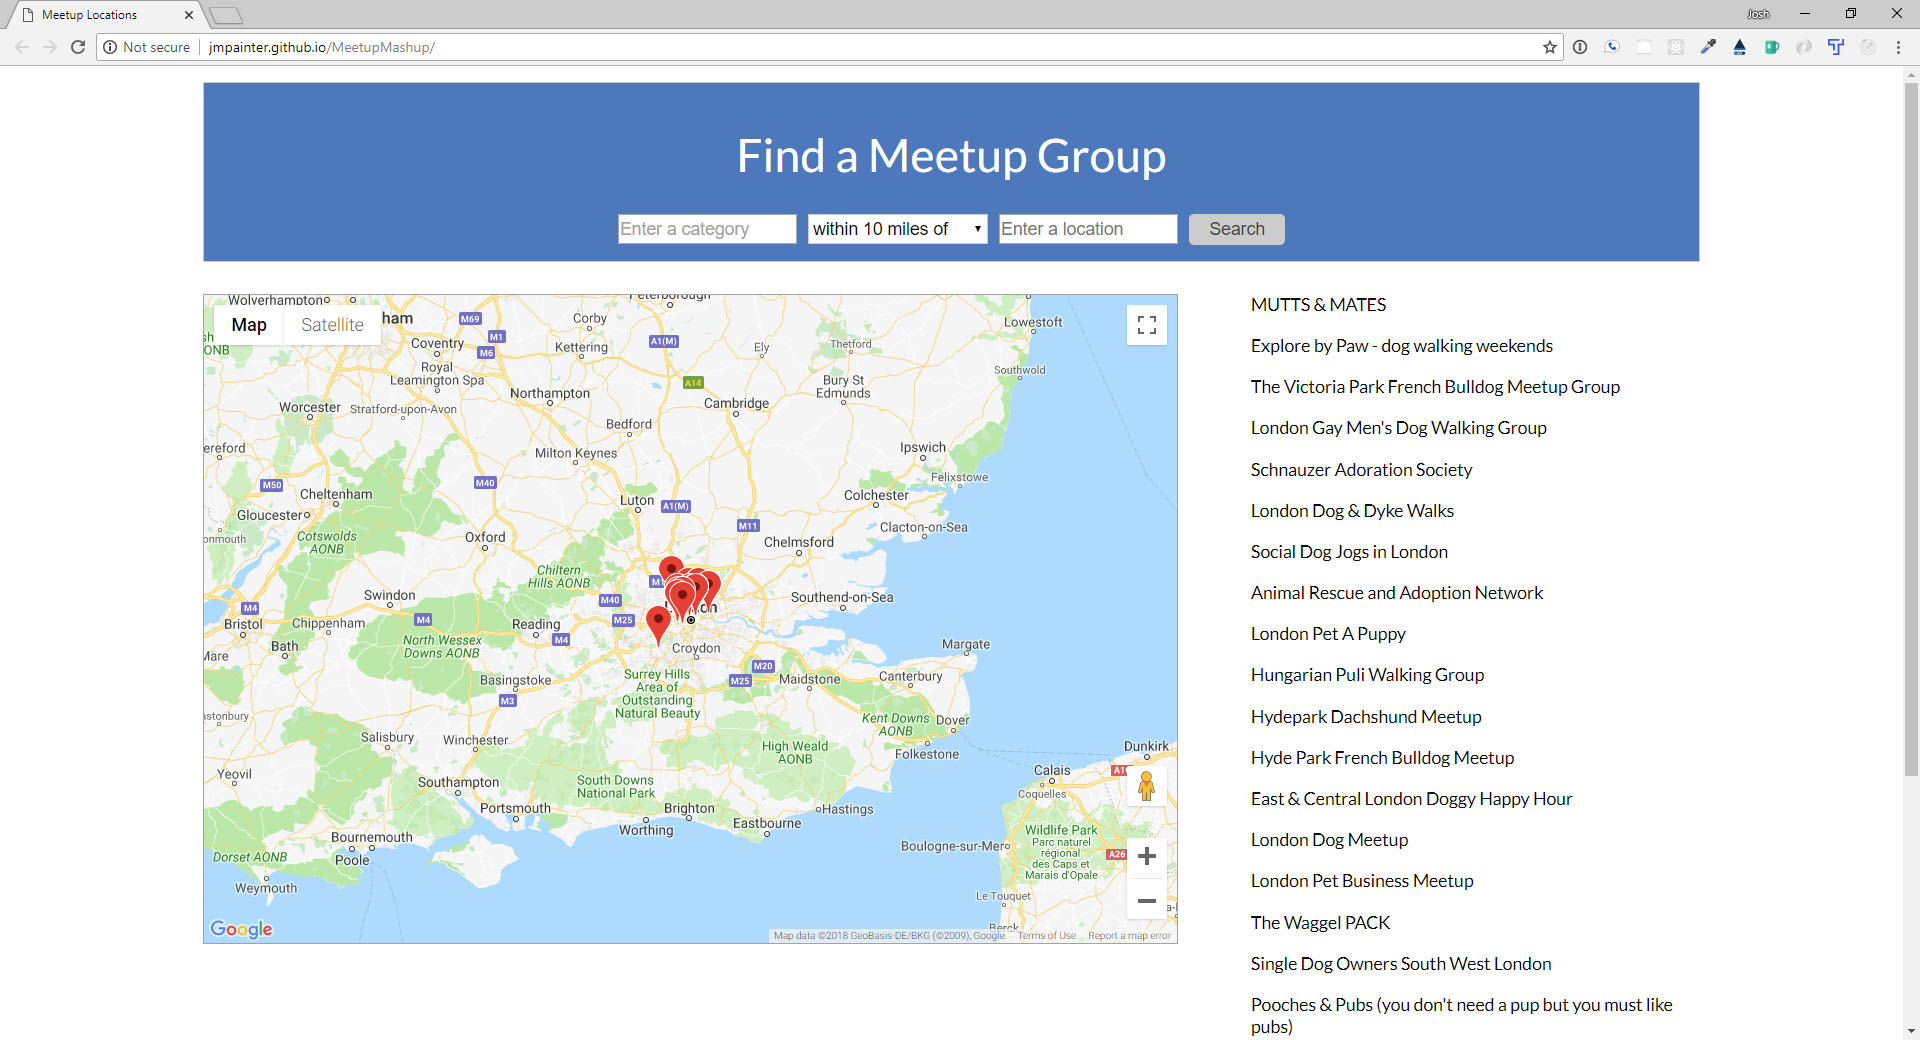 Meetup Locations
Josh
Not secure
jmpainter.github.io/MeetupMashup/
Find a Meetup Group
Enter a category
within 10 miles of
Enter a location
Search
Map
Satellite
Wolverhampton
Peterborough
Corby
M69
M1
Lowestoft
Coventry
M6
Kettering
A1(M)
Ely
Thetford
Royal
Leamington Spa
Southwold
Northampton
A14
Bury St
Edmunds
Worcester
Stratford-upon-Avon
Cambridge
Bedford
Ipswich
Milton Keynes
Felixstowe
M50
Cheltenham
M40
Luton
A1(M)
Colchester
Gloucester
M11
Clacton-on-Sea
Cotswolds
AONB
Oxford
Chelmsford
Chiltern
Hills AONB
Swindon
M40
Southend-on-Sea
M4
Bristol
Chippenham
M4
Reading
M25
M4
Bath
North Wessex
Downs AONB
Croydon
Margate
M20
Surrey Hills
Area of
Outstanding
Natural Beauty
M25
Maidstone
Canterbury
Basingstoke
M3
Kent Downs
AONB
Dover
Salisbury
Winchester
High Weald
AONB
Folkestone
Dunkirk
Yeovil
Southampton
South Downs
National Park
Calais
Coquelles
Portsmouth
Brighton
Hastings
Worthing
Eastbourne
Bournemouth
Poole
Boulogne-sur-Mer
Wildlife Park
Parc naturel
régional
des Caps et
Marais d'Opale
A26
Dorset AONB
Weymouth
Le Touquet
Berck
Google
Map data ©2018 GeoBasis-DE/BKG (©2009), Google
Terms of Use
Report a map error
MUTTS & MATES
Explore by Paw - dog walking weekends
The Victoria Park French Bulldog Meetup Group
London Gay Men's Dog Walking Group
Schnauzer Adoration Society
London Dog & Dyke Walks
Social Dog Jogs in London
Animal Rescue and Adoption Network
London Pet A Puppy
Hungarian Puli Walking Group
Hydepark Dachshund Meetup
Hyde Park French Bulldog Meetup
East & Central London Doggy Happy Hour
London Dog Meetup
London Pet Business Meetup
The Waggel PACK
Single Dog Owners South West London
Pooches & Pubs (you don't need a pup but you must like
pubs)